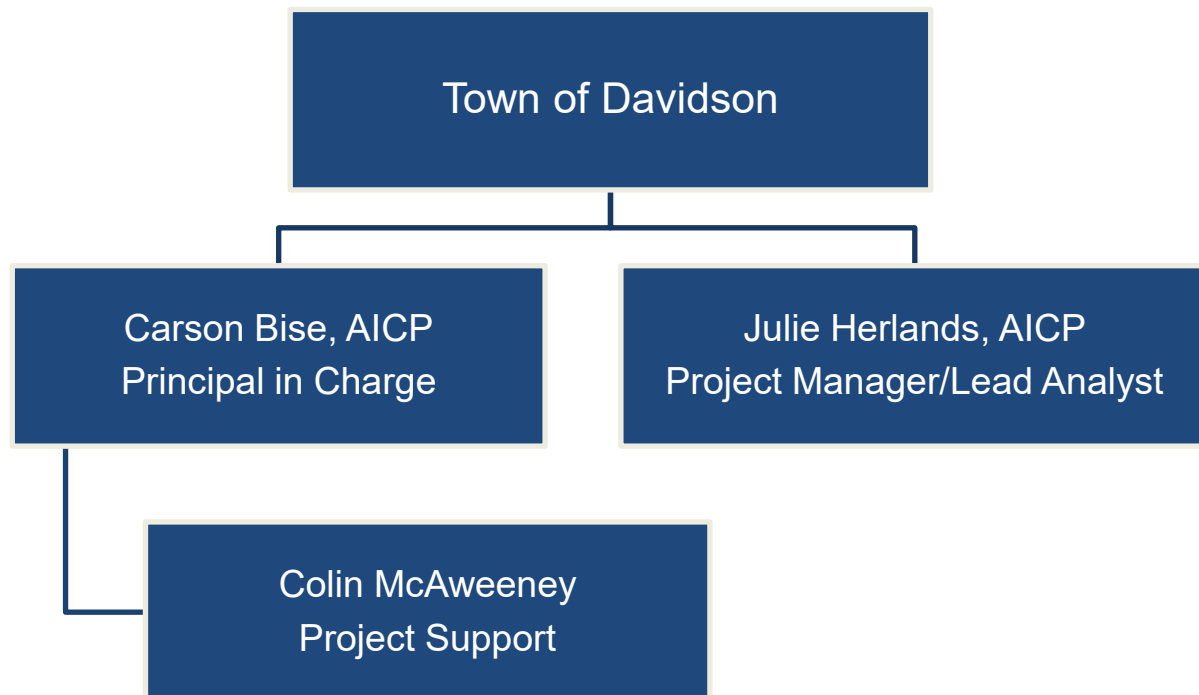 Town of Davidson
Carson Bise, AICP
Principal in Charge
Julie Herlands, AICP
Project Manager/Lead Analyst
Colin McAweeney
Project Support